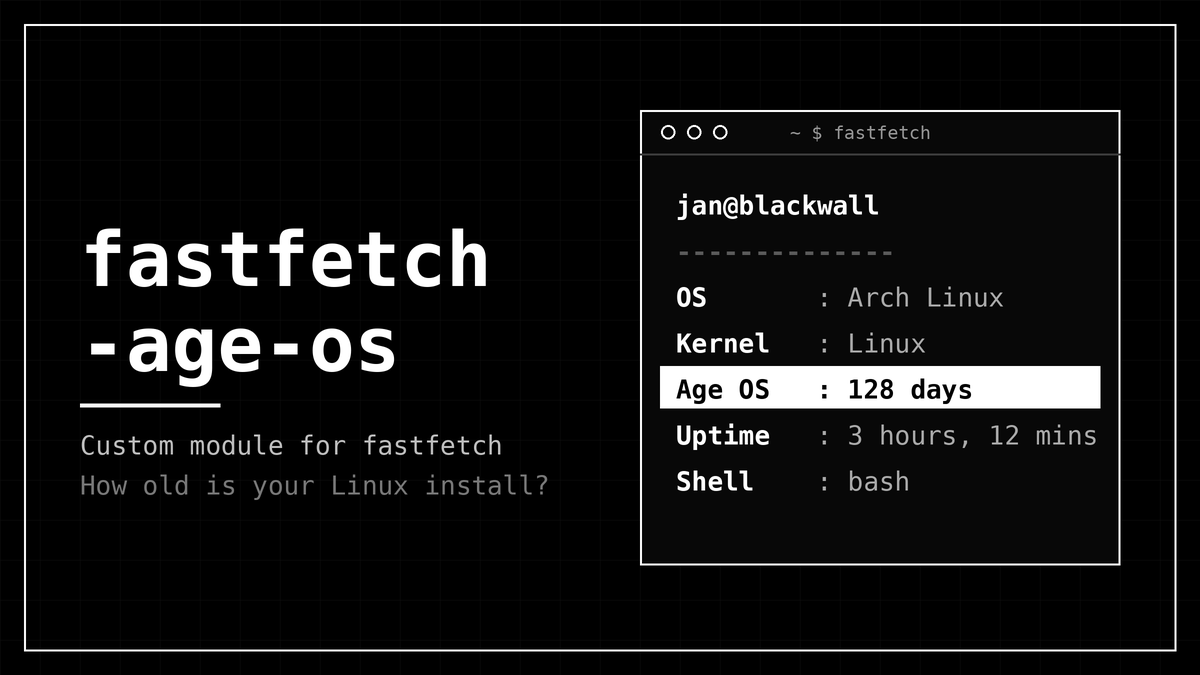 fastfetch
-age-os
Custom module for fastfetch
How old is your Linux install?
~ $ fastfetch
jan@blackwall
--------------
OS : Arch Linux
Kernel : Linux
Age OS : 128 days
Uptime : 3 hours, 12 mins
Shell : bash